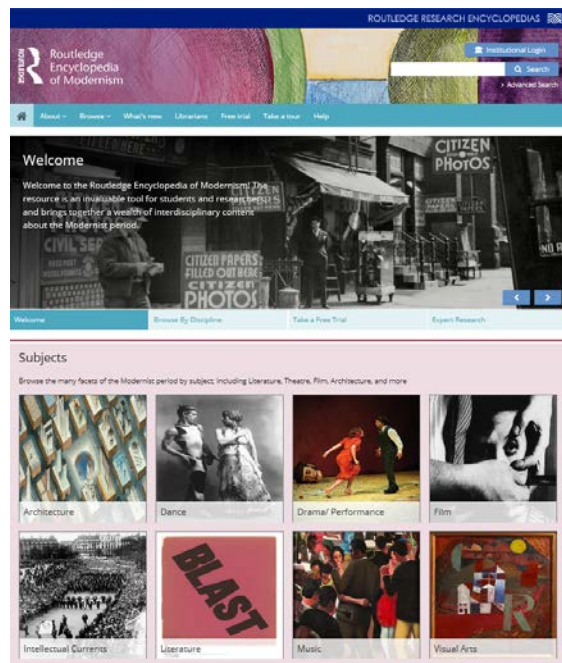 ROUTLEDGE RESEARCH ENCYCLOPEDIAS
ROUTLEDGE
Routledge
Encyclopedia
of Modernism
Institutional Login
Search
› Advanced Search
About
Browse
What's new
Librarians
Free trial
Take a tour
Help
Welcome
Welcome to the Routledge Encyclopedia of Modernism! The
resource is an invaluable tool for students and researchers
and brings together a wealth of interdisciplinary content
about the Modernist period.
CITIZEN
PHOTOS
CIVIL
CITIZEN PAPERS
FILLED OUT HERE
CITIZEN
PHOTOS
Welcome
Browse By Discipline
Take a Free Trial
Expert Research
Subjects
Browse the many facets of the Modernist period by subject, including Literature, Theatre, Film, Architecture, and more
Architecture
Dance
Drama/ Performance
Film
BLAST
R
Intellectual Currents
Literature
Music
Visual Arts